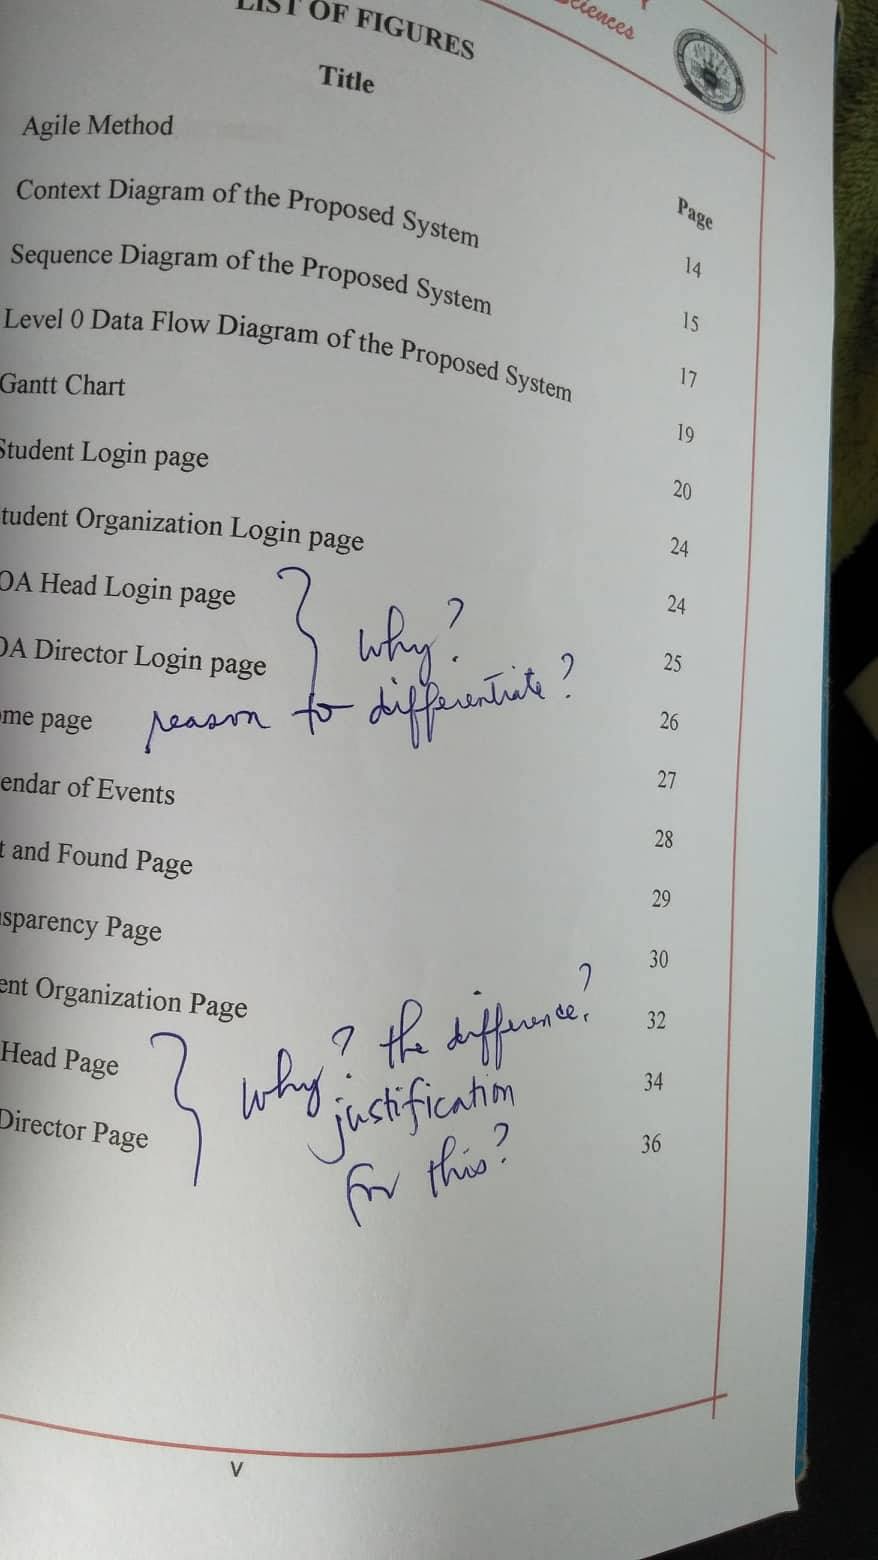 Sciences
LIST OF FIGURES
Title
Page
Agile Method 14
Context Diagram of the Proposed System 15
Sequence Diagram of the Proposed System 17
Level 0 Data Flow Diagram of the Proposed System 19
Gantt Chart 20
Student Login page 24
tudent Organization Login page 24
OA Head Login page 25
OA Director Login page 26
why?
reason to differentiate?
me page 27
endar of Events 28
t and Found Page 29
nsparency Page 30
ent Organization Page 32
Head Page 34
Director Page 36
why? the difference?
justification
for this?
v